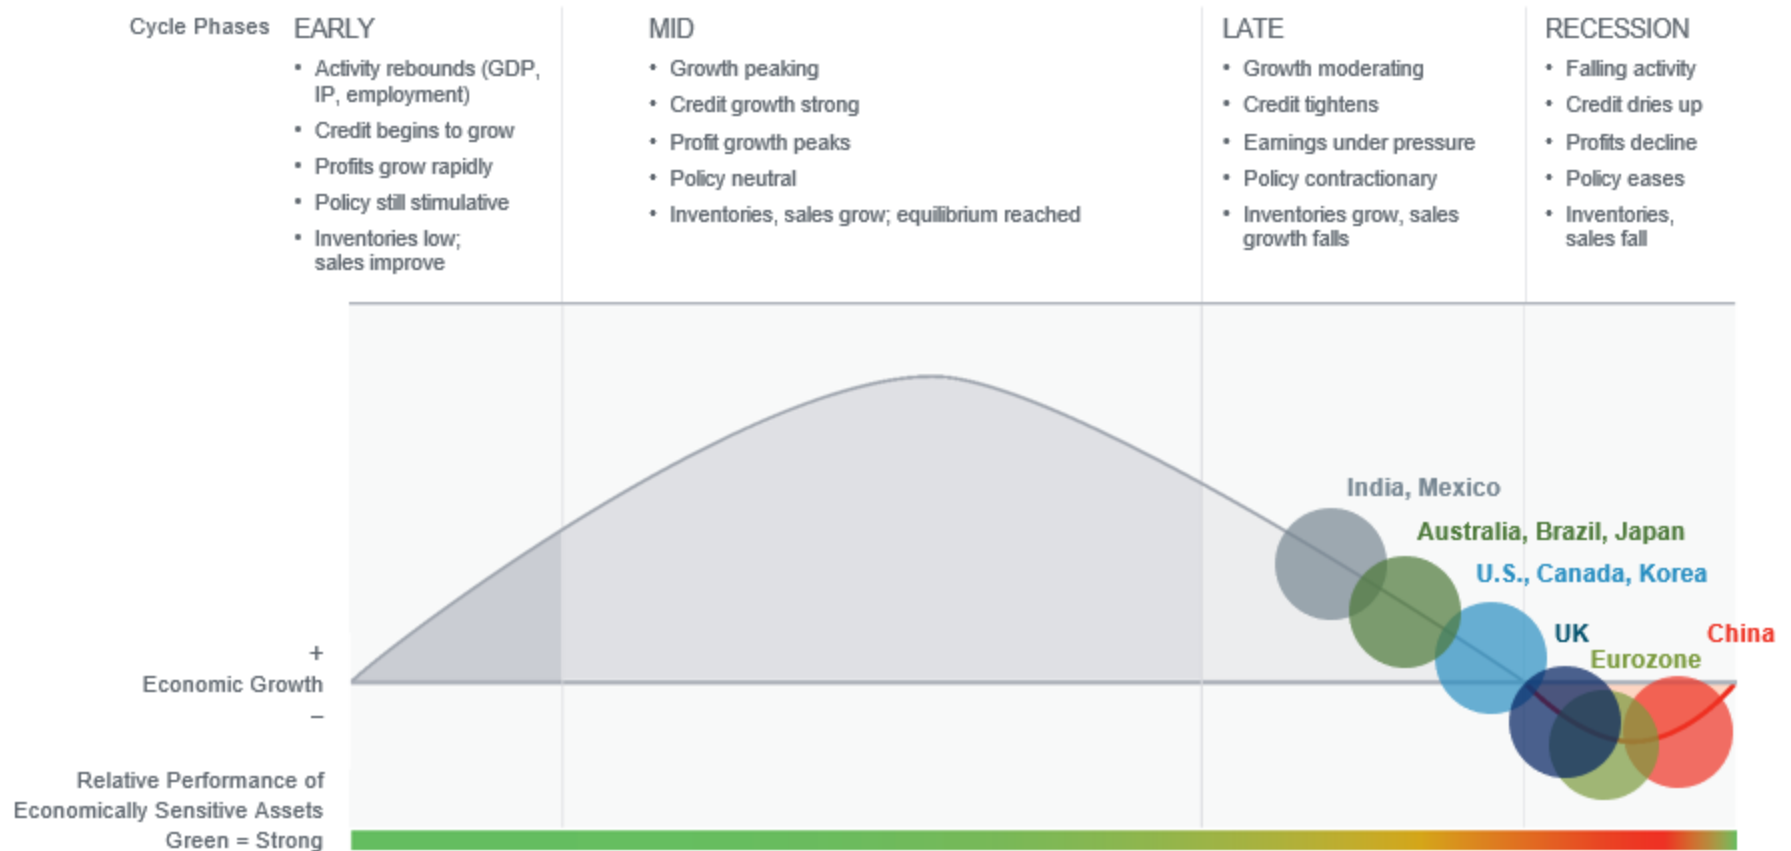 Cycle Phases
EARLY
• Activity rebounds (GDP,
IP, employment)
• Credit begins to grow
• Profits grow rapidly
• Policy still stimulative
• Inventories low;
sales improve
MID
• Growth peaking
• Credit growth strong
• Profit growth peaks
• Policy neutral
• Inventories, sales grow; equilibrium reached
LATE
• Growth moderating
• Credit tightens
• Earnings under pressure
• Policy contractionary
• Inventories grow, sales
growth falls
RECESSION
• Falling activity
• Credit dries up
• Profits decline
• Policy eases
• Inventories,
sales fall
India, Mexico
Australia, Brazil, Japan
U.S., Canada, Korea
UK
China
Eurozone
+
Economic Growth
–
Relative Performance of
Economically Sensitive Assets
Green = Strong